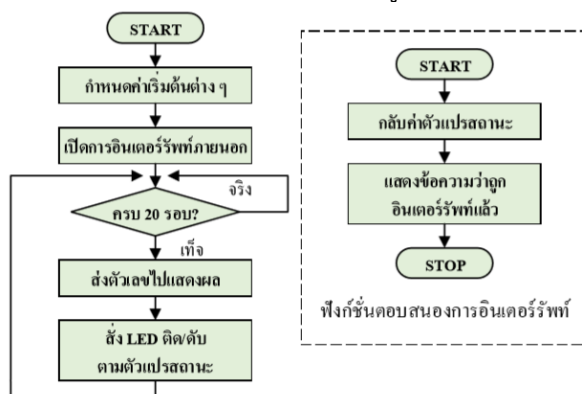 START
กำหนดค่าเริ่มต้นต่าง ๆ
เปิดการอินเตอร์รัพท์ภายนอก
จริง
ครบ 20 รอบ?
เท็จ
ส่งตัวเลขไปแสดงผล
สั่ง LED ติด/ดับ
ตามตัวแปรสถานะ
START
กลับค่าตัวแปรสถานะ
แสดงข้อความว่าถูก
อินเตอร์รัพท์แล้ว
STOP
ฟังก์ชั่นตอบสนองการอินเตอร์รัพท์